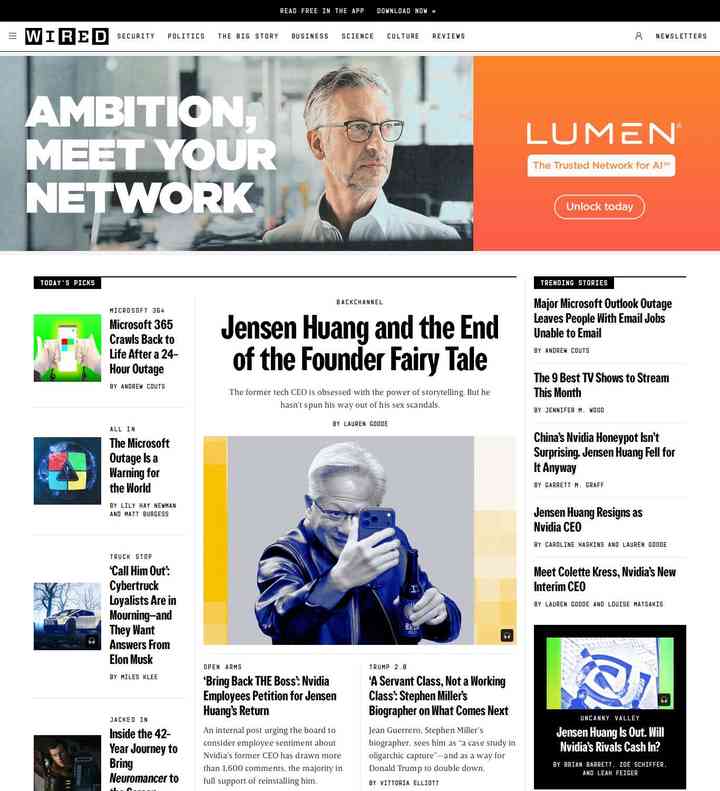 READ FREE IN THE APP DOWNLOAD NOW
WIRED
SECURITY POLITICS THE BIG STORY BUSINESS SCIENCE CULTURE REVIEWS
NEWSLETTERS
AMBITION,
MEET YOUR
NETWORK
LUMEN®
The Trusted Network for AI℠
Unlock today
TODAY'S PICKS
MICROSOFT 364
Microsoft 365
Crawls Back to
Life After a 24-
Hour Outage
BY ANDREW COUTS
ALL IN
The Microsoft
Outage Is a
Warning for
the World
BY LILY HAY NEWMAN
AND MATT BURGESS
TRUCK STOP
‘Call Him Out’:
Cybertruck
Loyalists Are in
Mourning—and
They Want
Answers From
Elon Musk
BY MILES KLEE
JACKED IN
Inside the 42-
Year Journey to
Bring
Neuromancer to
the Screen
BACKCHANNEL
Jensen Huang and the End
of the Founder Fairy Tale
The former tech CEO is obsessed with the power of storytelling. But he
hasn't spun his way out of his sex scandals.
BY LAUREN GOODE
OPEN ARMS
‘Bring Back THE Boss’: Nvidia
Employees Petition for Jensen
Huang’s Return
An internal post urging the board to
consider employee sentiment about
Nvidia's former CEO has drawn more
than 1,600 comments, the majority in
full support of reinstalling him.
TRUMP 2.0
‘A Servant Class, Not a Working
Class’: Stephen Miller’s
Biographer on What Comes Next
Jean Guerrero, Stephen Miller's
biographer, sees him as “a case study in
oligarchic capture”—and as a way for
Donald Trump to double down.
BY VITTORIA ELLIOTT
TRENDING STORIES
Major Microsoft Outlook Outage
Leaves People With Email Jobs
Unable to Email
BY ANDREW COUTS
The 9 Best TV Shows to Stream
This Month
BY JENNIFER M. WOOD
China’s Nvidia Honeypot Isn’t
Surprising. Jensen Huang Fell for
It Anyway
BY GARRETT M. GRAFF
Jensen Huang Resigns as
Nvidia CEO
BY CAROLINE HASKINS AND LAUREN GOODE
Meet Colette Kress, Nvidia’s New
Interim CEO
BY LAUREN GOODE AND LOUISE MATSAKIS
UNCANNY VALLEY
Jensen Huang Is Out. Will
Nvidia’s Rivals Cash In?
BY BRIAN BARRETT, ZOË SCHIFFER,
AND LEAH FEIGER